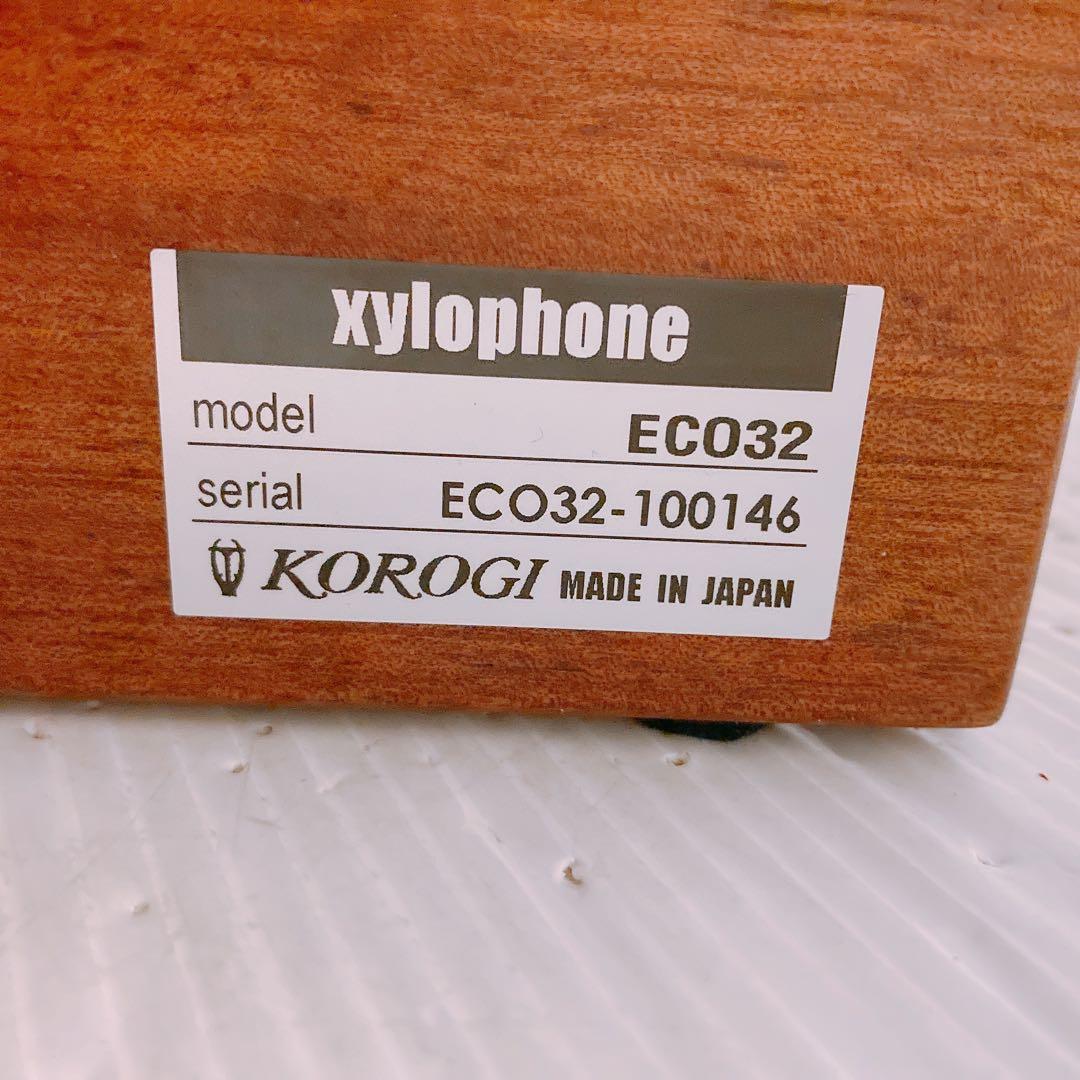 xylophone
model ECO32
serial ECO32-100146
KOROGI MADE IN JAPAN